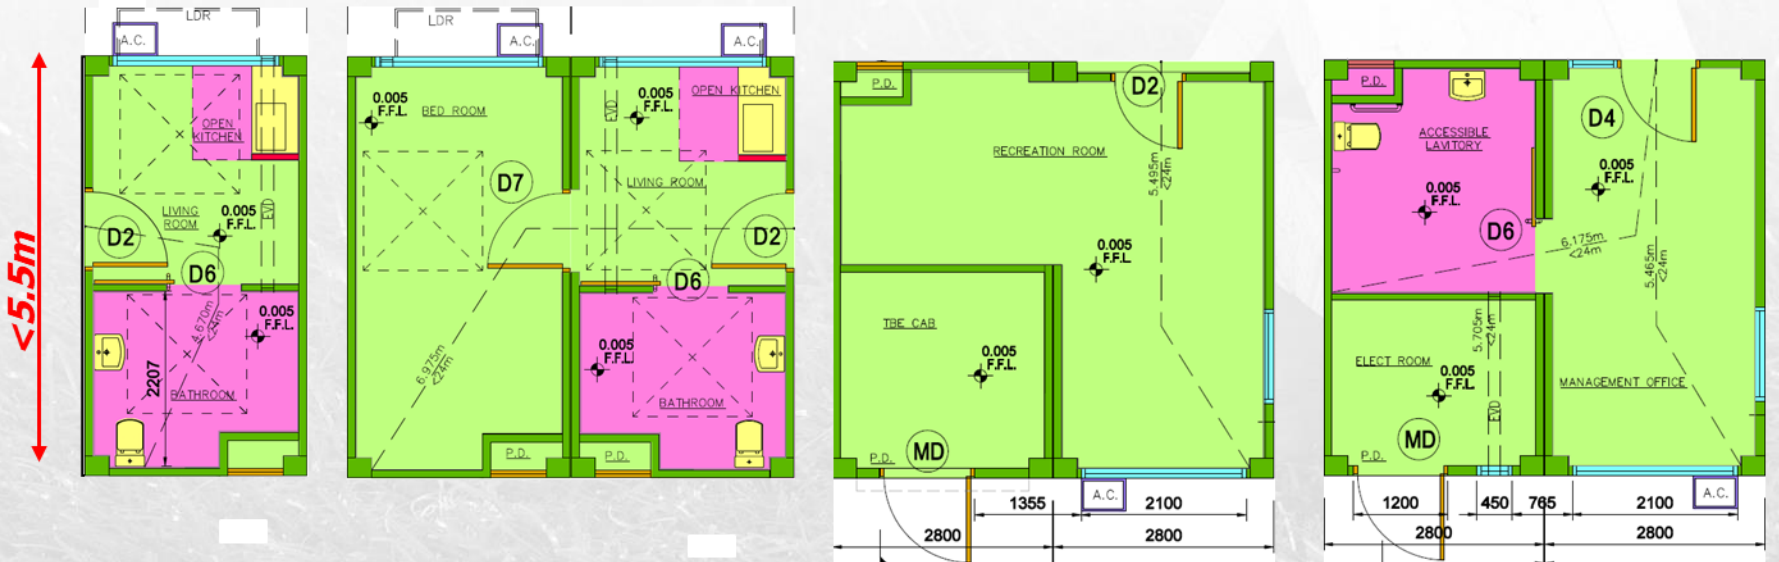 <5.5m
LDR
A.C.
OPEN
KITCHEN
LIVING
ROOM
0.005
F.F.L.
EVD
D2
D6
4.670m
<24m
0.005
F.F.L.
2207
BATHROOM
LDR
A.C.
A.C.
0.005
F.F.L.
BED ROOM
EVD
0.005
F.F.L.
OPEN KITCHEN
D7
LIVING ROOM
D2
D6
6.975m
<24m
0.005
F.F.L.
BATHROOM
P.D.
P.D.
P.D.
D2
RECREATION ROOM
5.495m
<24m
0.005
F.F.L.
TBE CAB
0.005
F.F.L.
P.D.
MD
A.C.
1355
2100
2800
2800
P.D.
D4
ACCESSIBLE
LAVITORY
0.005
F.F.L.
0.005
F.F.L.
D6
6.175m
<24m
5.465m
<24m
5.705m
<24m
ELECT ROOM
0.005
F.F.L.
MANAGEMENT OFFICE
EVD
MD
P.D.
A.C.
1200
450
765
2100
2800
2800